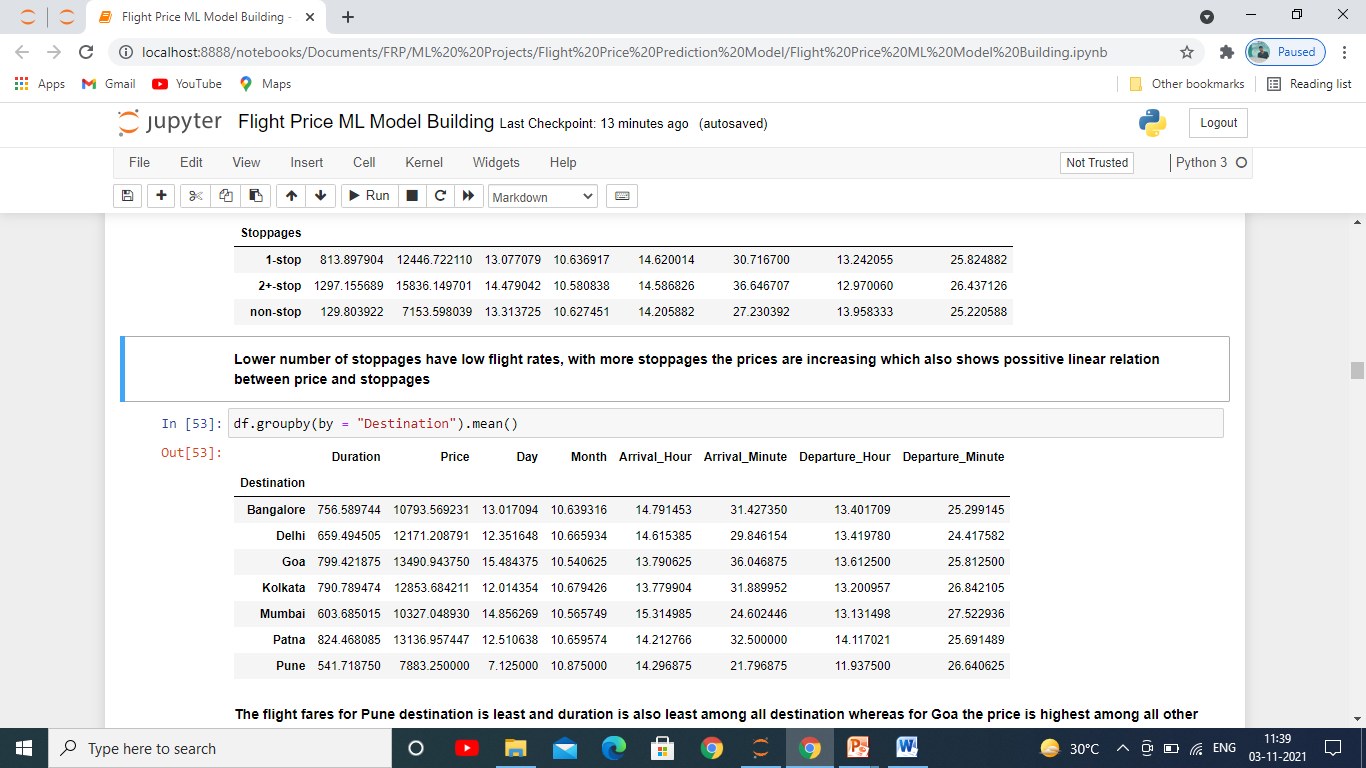 Flight Price ML Model Building -
localhost:8888/notebooks/Documents/FRP/ML%20%20Projects/Flight%20Price%20Prediction%20Model/Flight%20Price%20ML%20Model%20Building.ipynb
Paused
Apps Gmail YouTube Maps Other bookmarks Reading list
jupyter Flight Price ML Model Building Last Checkpoint: 13 minutes ago (autosaved) Logout
File Edit View Insert Cell Kernel Widgets Help Not Trusted Python 3
Run Markdown
Stoppages
1-stop 813.897904 12446.722110 13.077079 10.636917 14.620014 30.716700 13.242055 25.824882
2+-stop 1297.155689 15836.149701 14.479042 10.580838 14.586826 36.646707 12.970060 26.437126
non-stop 129.803922 7153.598039 13.313725 10.627451 14.205882 27.230392 13.958333 25.220588
Lower number of stoppages have low flight rates, with more stoppages the prices are increasing which also shows possitive linear relation
between price and stoppages
In [53]: df.groupby(by = "Destination").mean()
Out[53]:
Duration Price Day Month Arrival_Hour Arrival_Minute Departure_Hour Departure_Minute
Destination
Bangalore 756.589744 10793.569231 13.017094 10.639316 14.791453 31.427350 13.401709 25.299145
Delhi 659.494505 12171.208791 12.351648 10.665934 14.615385 29.846154 13.419780 24.417582
Goa 799.421875 13490.943750 15.484375 10.540625 13.790625 36.046875 13.612500 25.812500
Kolkata 790.789474 12853.684211 12.014354 10.679426 13.779904 31.889952 13.200957 26.842105
Mumbai 603.685015 10327.048930 14.856269 10.565749 15.314985 24.602446 13.131498 27.522936
Patna 824.468085 13136.957447 12.510638 10.659574 14.212766 32.500000 14.117021 25.691489
Pune 541.718750 7883.250000 7.125000 10.875000 14.296875 21.796875 11.937500 26.640625
The flight fares for Pune destination is least and duration is also least among all destination whereas for Goa the price is highest among all other
Type here to search 30°C ENG 11:39
03-11-2021